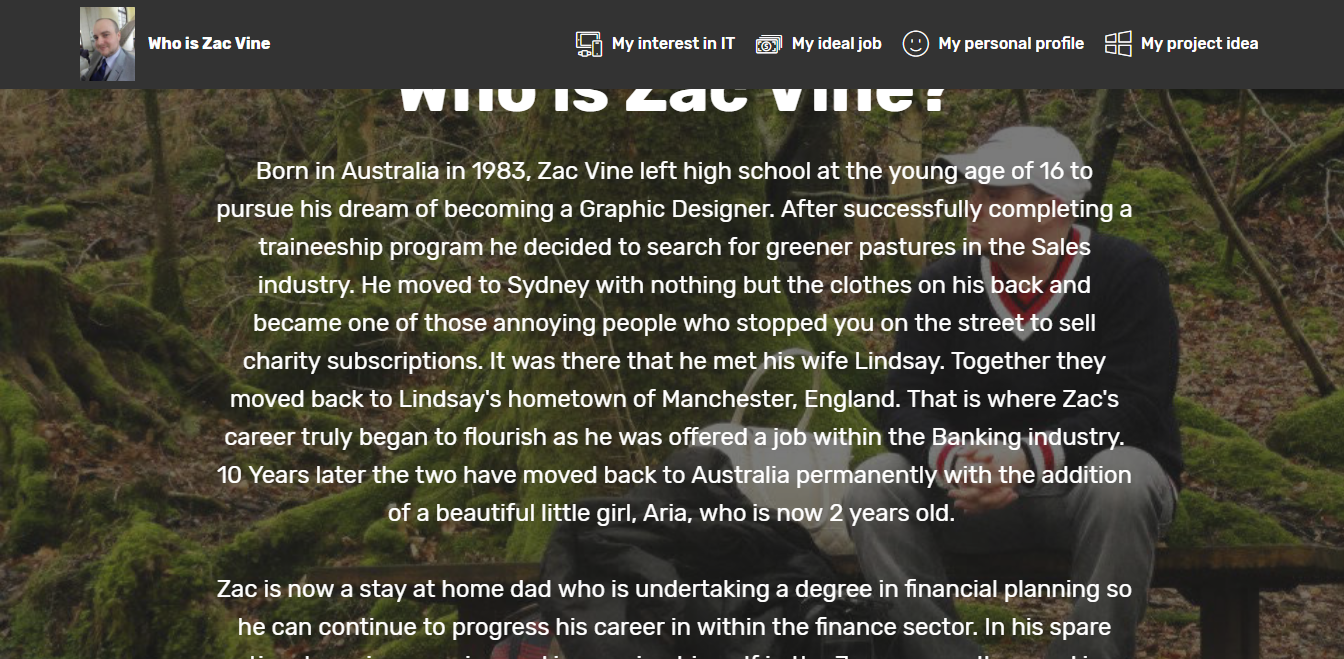 Who is Zac Vine
My interest in IT
My ideal job
My personal profile
My project idea
Who is Zac Vine?
Born in Australia in 1983, Zac Vine left high school at the young age of 16 to
pursue his dream of becoming a Graphic Designer. After successfully completing a
traineeship program he decided to search for greener pastures in the Sales
industry. He moved to Sydney with nothing but the clothes on his back and
became one of those annoying people who stopped you on the street to sell
charity subscriptions. It was there that he met his wife Lindsay. Together they
moved back to Lindsay's hometown of Manchester, England. That is where Zac's
career truly began to flourish as he was offered a job within the Banking industry.
10 Years later the two have moved back to Australia permanently with the addition
of a beautiful little girl, Aria, who is now 2 years old.
Zac is now a stay at home dad who is undertaking a degree in financial planning so
he can continue to progress his career in within the finance sector. In his spare